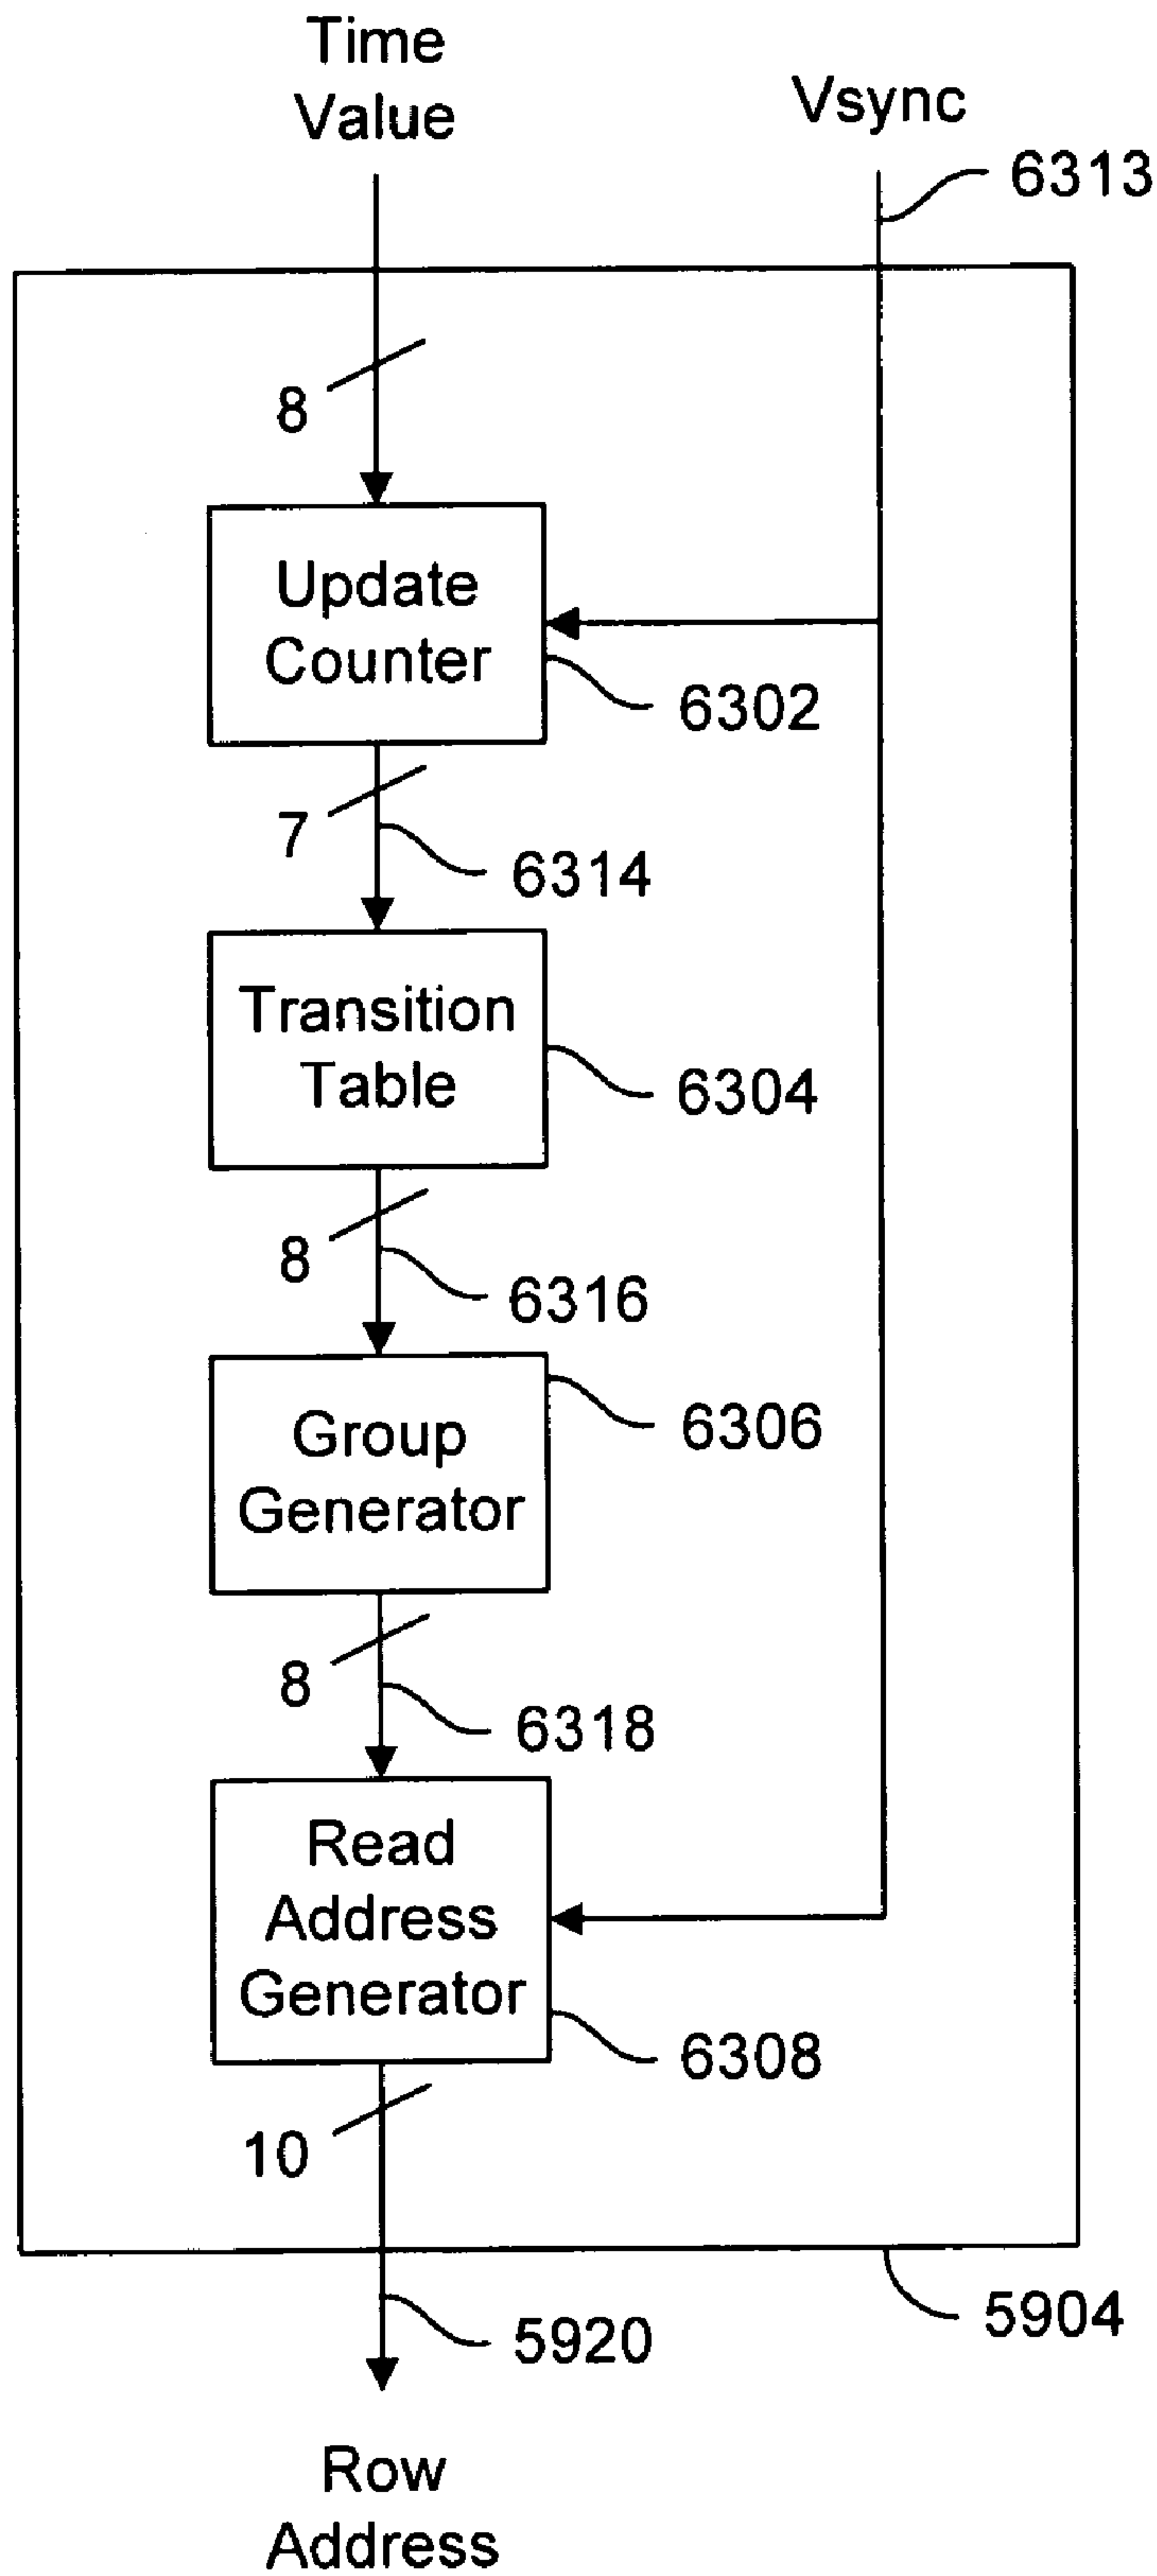 Time
Value
Vsync
6313
8
Update
Counter
6302
7
6314
Transition
Table
6304
8
6316
Group
Generator
6306
8
6318
Read
Address
Generator
6308
10
5904
5920
Row
Address